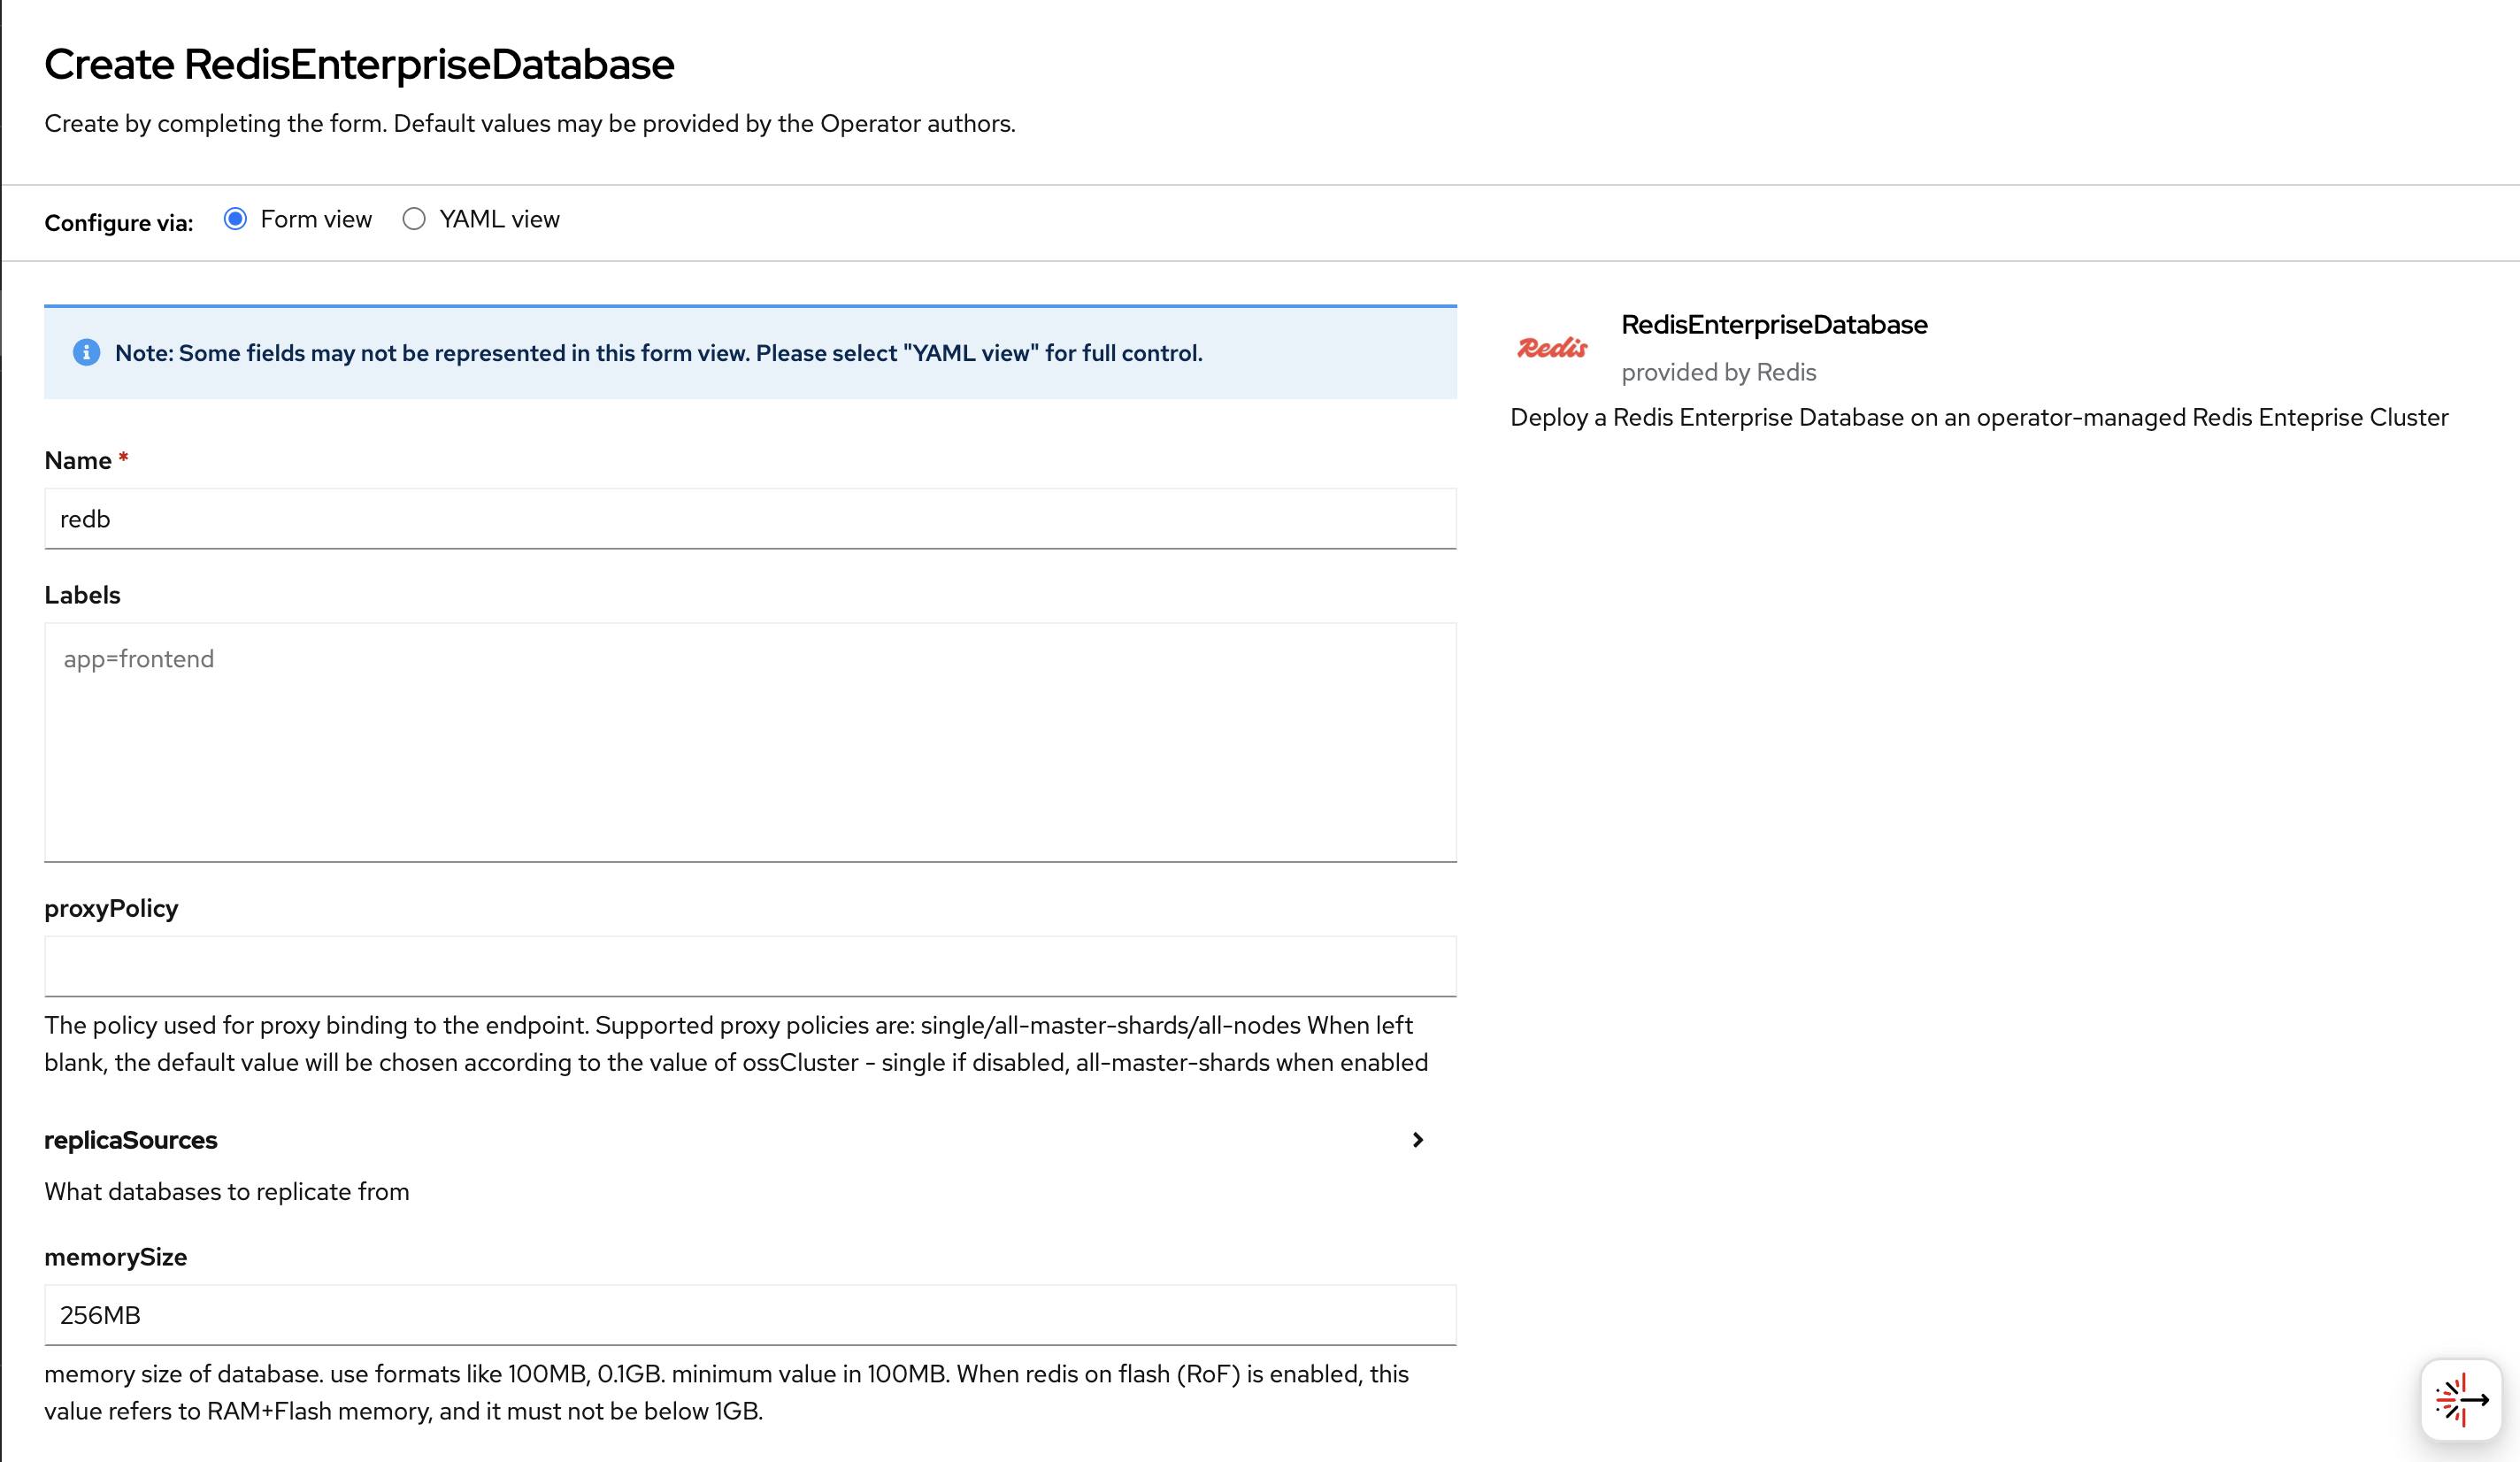 Create RedisEnterpriseDatabase
Create by completing the form. Default values may be provided by the Operator authors.
Configure via:
Form view
YAML view
Note: Some fields may not be represented in this form view. Please select "YAML view" for full control.
Name *
redb
Labels
app=frontend
proxyPolicy
The policy used for proxy binding to the endpoint. Supported proxy policies are: single/all-master-shards/all-nodes When left
blank, the default value will be chosen according to the value of ossCluster - single if disabled, all-master-shards when enabled
replicaSources
What databases to replicate from
memorySize
256MB
memory size of database. use formats like 100MB, 0.1GB. minimum value in 100MB. When redis on flash (RoF) is enabled, this
value refers to RAM+Flash memory, and it must not be below 1GB.
Redis
RedisEnterpriseDatabase
provided by Redis
Deploy a Redis Enterprise Database on an operator-managed Redis Enteprise Cluster